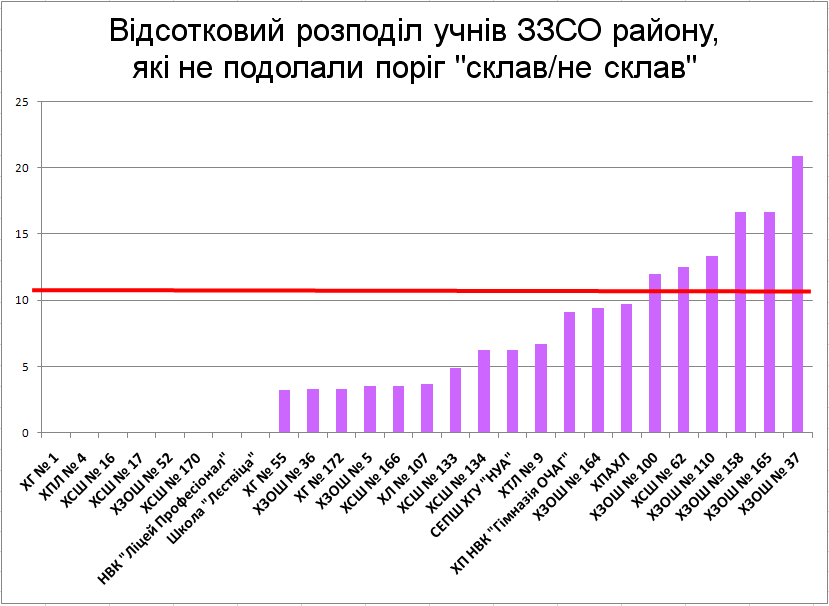 Відсотковий розподіл учнів ЗЗСО району,
які не подолали поріг "склав/не склав"
25
20
15
10
5
0
ХГ № 1
ХПЛ № 4
ХСШ № 16
ХСШ № 17
ХЗОШ № 52
ХСШ № 170
НВК "Ліцей Професіонал"
Школа "Лєствіца"
ХГ № 55
ХЗОШ № 36
ХГ № 172
ХЗОШ № 5
ХСШ № 166
ХЛ № 107
ХСШ № 133
ХСШ № 134
СЕПШ ХГУ "НУА"
ХТЛ № 9
ХП НВК "Гімназія ОЧАГ"
ХЗОШ № 164
ХПАХЛ
ХЗОШ № 100
ХСШ № 62
ХЗОШ № 110
ХЗОШ № 158
ХЗОШ № 165
ХЗОШ № 37